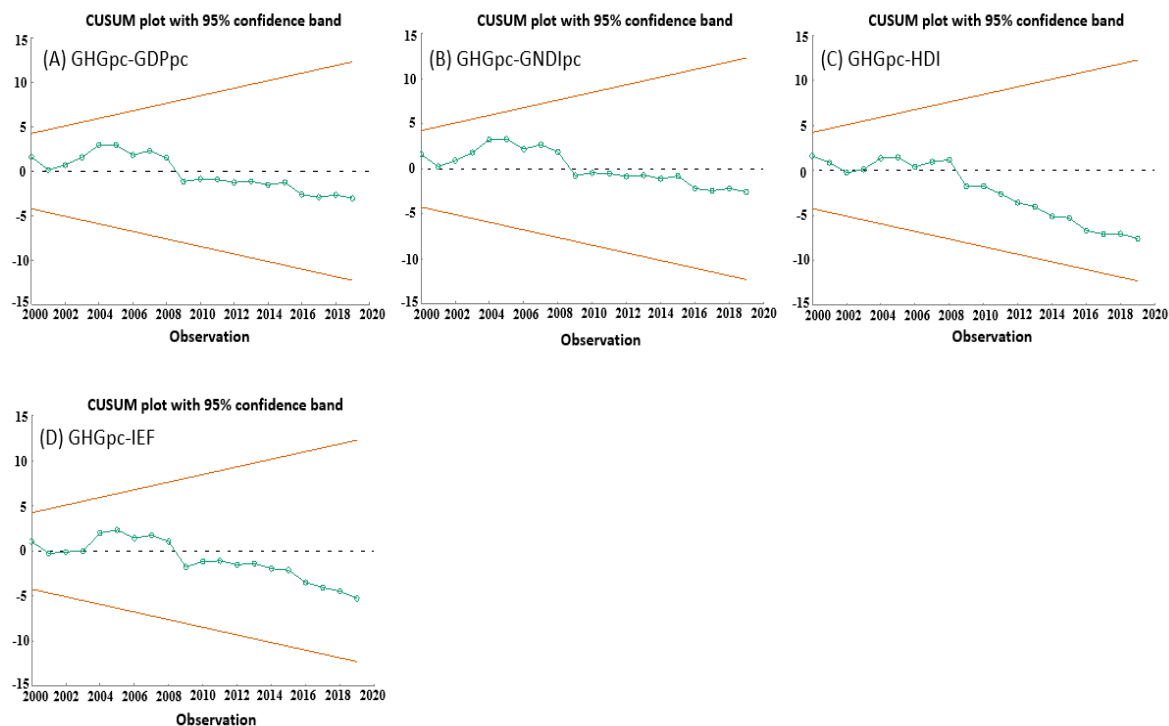 CUSUM plot with 95% confidence band
(A) GHGpc-GDPpc
15
10
5
0
-5
-10
-15
2000 2002 2004 2006 2008 2010 2012 2014 2016 2018 2020
Observation
CUSUM plot with 95% confidence band
(B) GHGpc-GNDIpc
15
10
5
0
-5
-10
-15
2000 2002 2004 2006 2008 2010 2012 2014 2016 2018 2020
Observation
CUSUM plot with 95% confidence band
(C) GHGpc-HDI
15
10
5
0
-5
-10
-15
2000 2002 2004 2006 2008 2010 2012 2014 2016 2018 2020
Observation
CUSUM plot with 95% confidence band
(D) GHGpc-IEF
15
10
5
0
-5
-10
-15
2000 2002 2004 2006 2008 2010 2012 2014 2016 2018 2020
Observation